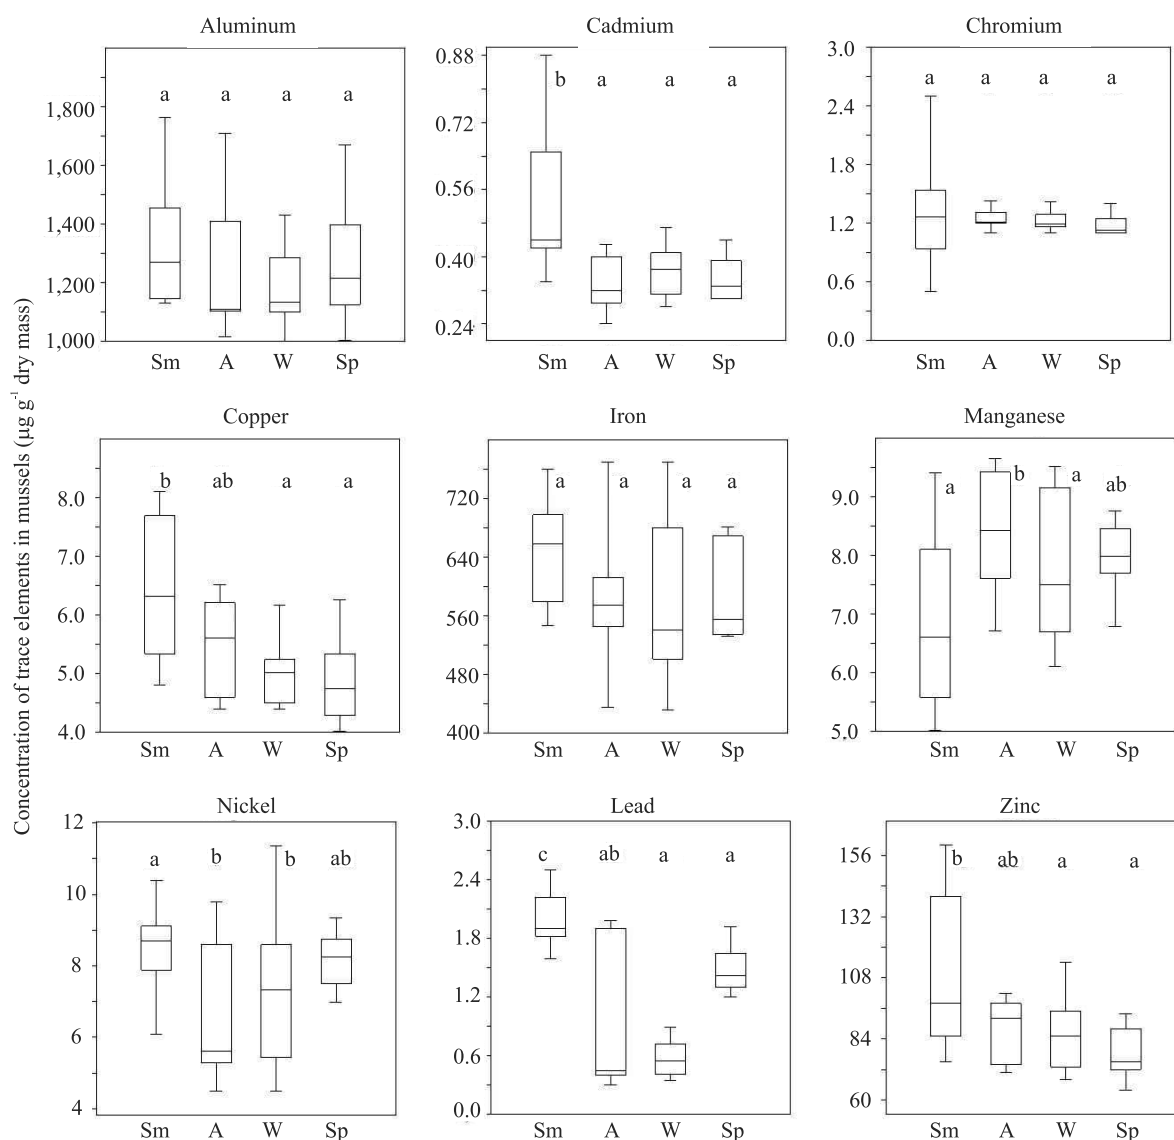 Concentration of trace elements in mussels (µg g⁻¹ dry mass)
Aluminum
1,800
1,600
1,400
1,200
1,000
a a a a
Sm A W Sp
Cadmium
0.88
0.72
0.56
0.40
0.24
b a a a
Sm A W Sp
Chromium
3.0
2.4
1.8
1.2
0.6
0.0
a a a a
Sm A W Sp
Copper
8.0
7.0
6.0
5.0
4.0
b ab a a
Sm A W Sp
Iron
720
640
560
480
400
a a a a
Sm A W Sp
Manganese
9.0
8.0
7.0
6.0
5.0
a b a ab
Sm A W Sp
Nickel
12
10
8
6
4
a b b ab
Sm A W Sp
Lead
3.0
2.4
1.8
1.2
0.6
0.0
c ab a a
Sm A W Sp
Zinc
156
132
108
84
60
b ab a a
Sm A W Sp